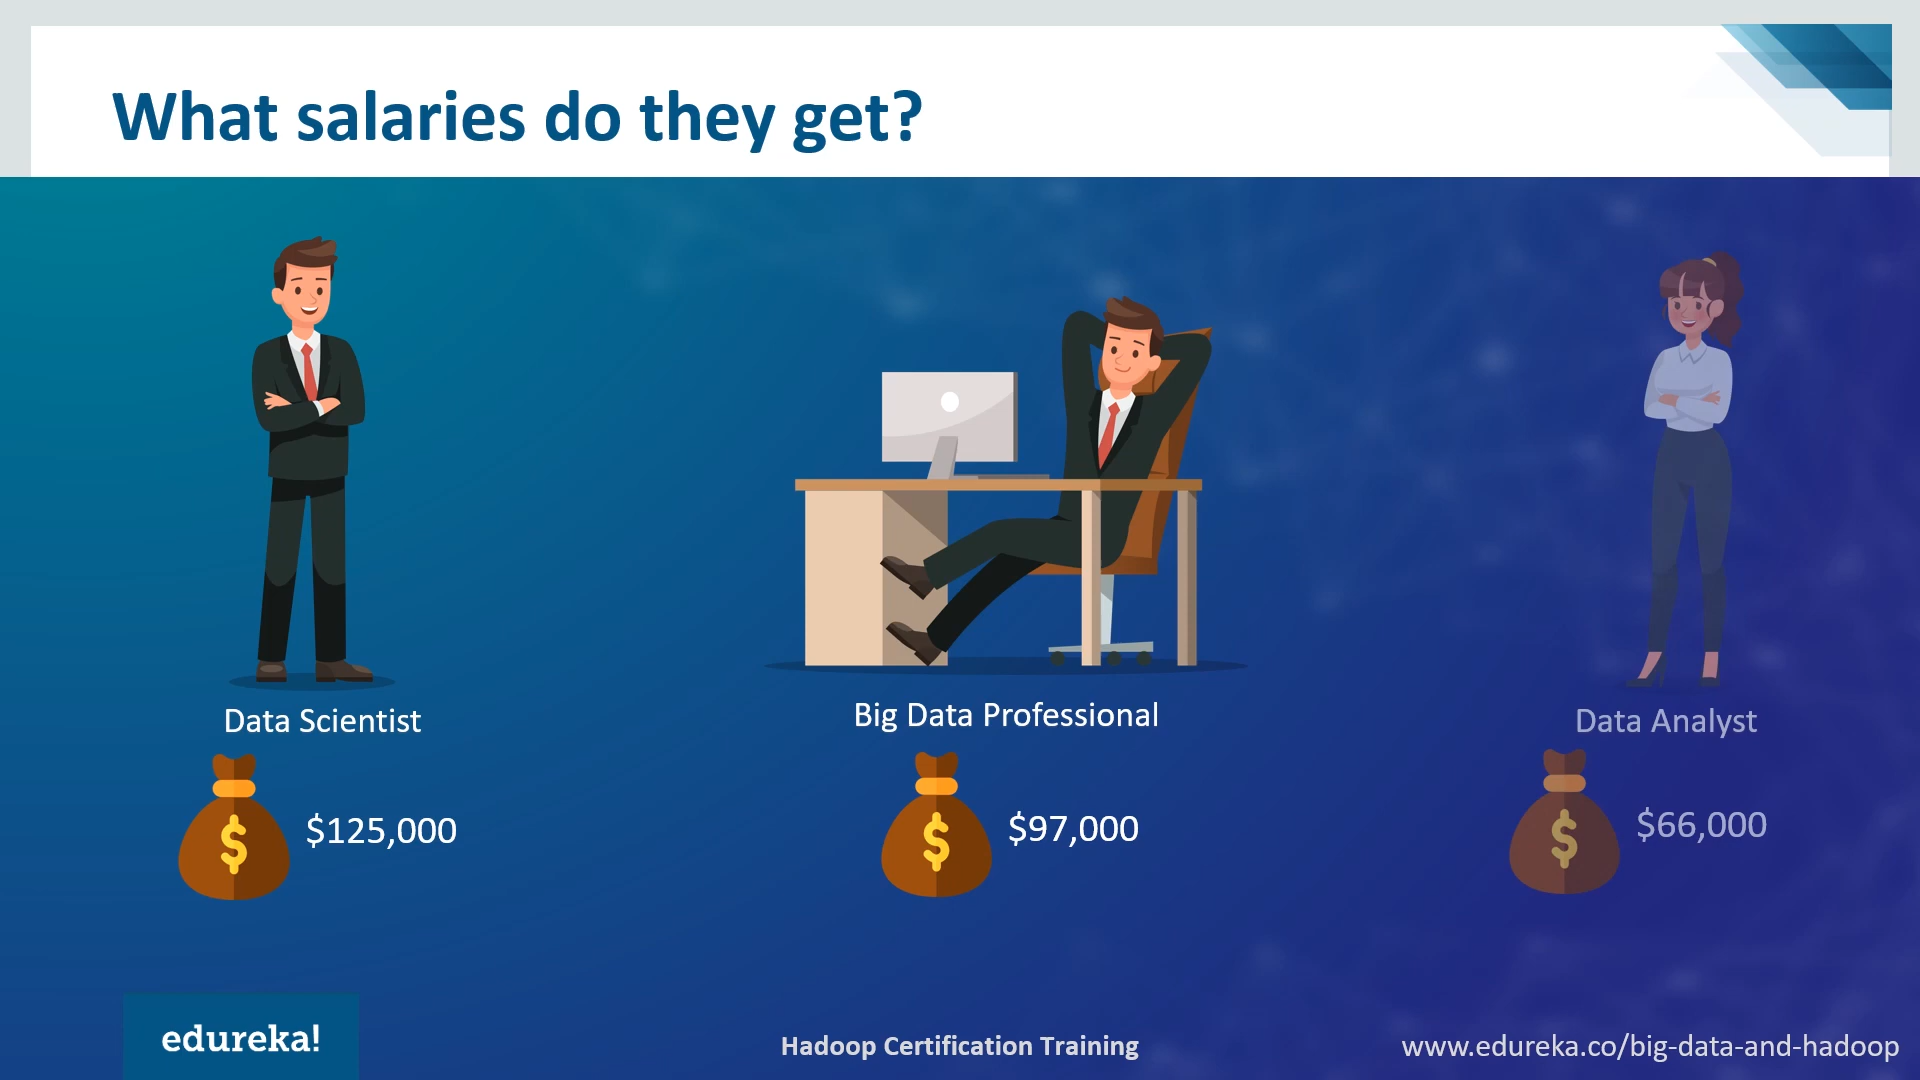 What salaries do they get?
Data Scientist
Big Data Professional
Data Analyst
$
$125,000
$
$97,000
$
$66,000
edureka!
Hadoop Certification Training
www.edureka.co/big-data-and-hadoop